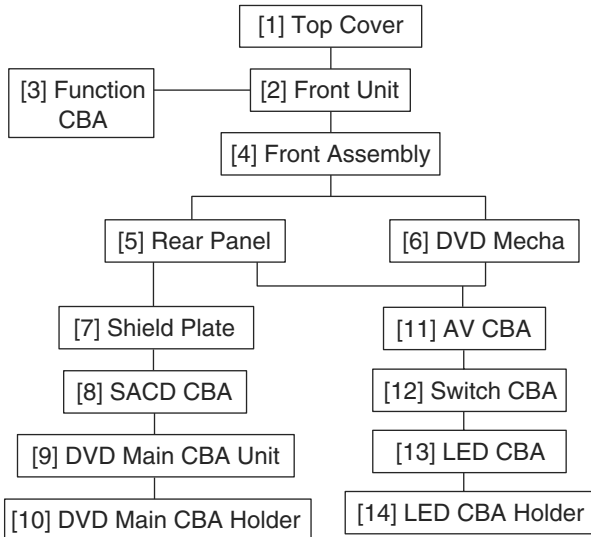 [1] Top Cover
[3] Function
CBA
[2] Front Unit
[4] Front Assembly
[5] Rear Panel
[6] DVD Mecha
[7] Shield Plate
[11] AV CBA
[8] SACD CBA
[12] Switch CBA
[9] DVD Main CBA Unit
[13] LED CBA
[10] DVD Main CBA Holder
[14] LED CBA Holder